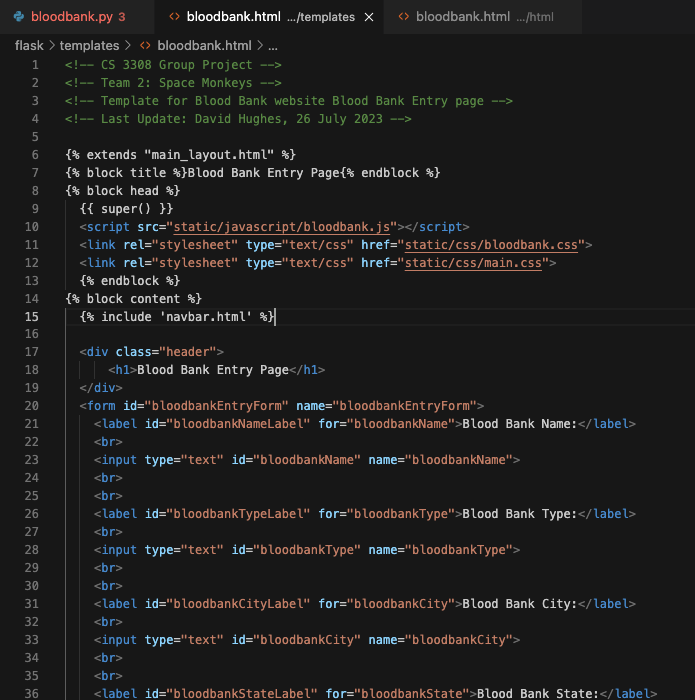 bloodbank.py 3 bloodbank.html .../templates × bloodbank.html .../html
flask > templates > bloodbank.html > ...
1 <!-- CS 3308 Group Project -->
2 <!-- Team 2: Space Monkeys -->
3 <!-- Template for Blood Bank website Blood Bank Entry page -->
4 <!-- Last Update: David Hughes, 26 July 2023 -->
5
6 {% extends "main_layout.html" %}
7 {% block title %}Blood Bank Entry Page{% endblock %}
8 {% block head %}
9 {{ super() }}
10 <script src="static/javascript/bloodbank.js"></script>
11 <link rel="stylesheet" type="text/css" href="static/css/bloodbank.css">
12 <link rel="stylesheet" type="text/css" href="static/css/main.css">
13 {% endblock %}
14 {% block content %}
15 {% include 'navbar.html' %}
16
17 <div class="header">
18 <h1>Blood Bank Entry Page</h1>
19 </div>
20 <form id="bloodbankEntryForm" name="bloodbankEntryForm">
21 <label id="bloodbankNameLabel" for="bloodbankName">Blood Bank Name:</label>
22 <br>
23 <input type="text" id="bloodbankName" name="bloodbankName">
24 <br>
25 <br>
26 <label id="bloodbankTypeLabel" for="bloodbankType">Blood Bank Type:</label>
27 <br>
28 <input type="text" id="bloodbankType" name="bloodbankType">
29 <br>
30 <br>
31 <label id="bloodbankCityLabel" for="bloodbankCity">Blood Bank City:</label>
32 <br>
33 <input type="text" id="bloodbankCity" name="bloodbankCity">
34 <br>
35 <br>
36 <label id="bloodbankStateLabel" for="bloodbankState">Blood Bank State:</label>